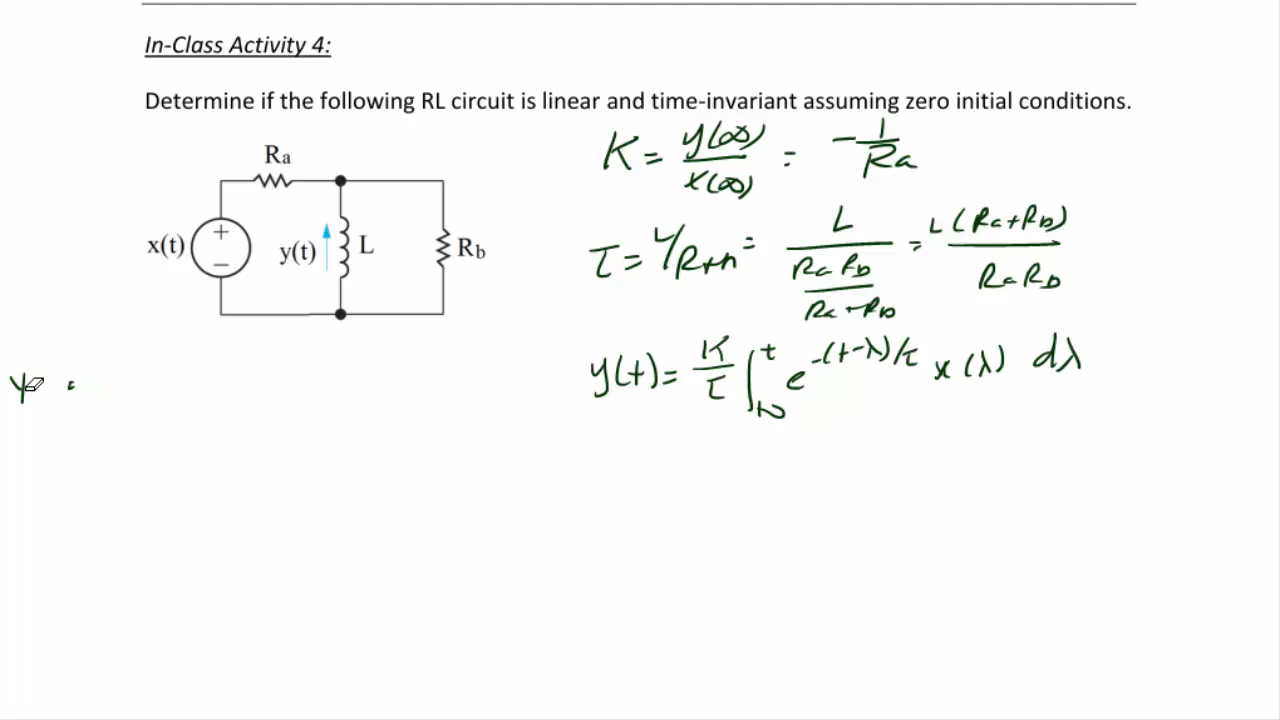 In-Class Activity 4:
Determine if the following RL circuit is linear and time-invariant assuming zero initial conditions.
Ra
x(t)
+
−
y(t)
L
Rb
K = y(∞)/x(∞) = -1/Ra
τ = L/Rth = L/(RaRb/(Ra+Rb)) = L(Ra+Rb)/RaRb
y(t) = K/τ ∫_{t0}^{t} e^{-(t-λ)/τ} x(λ) dλ